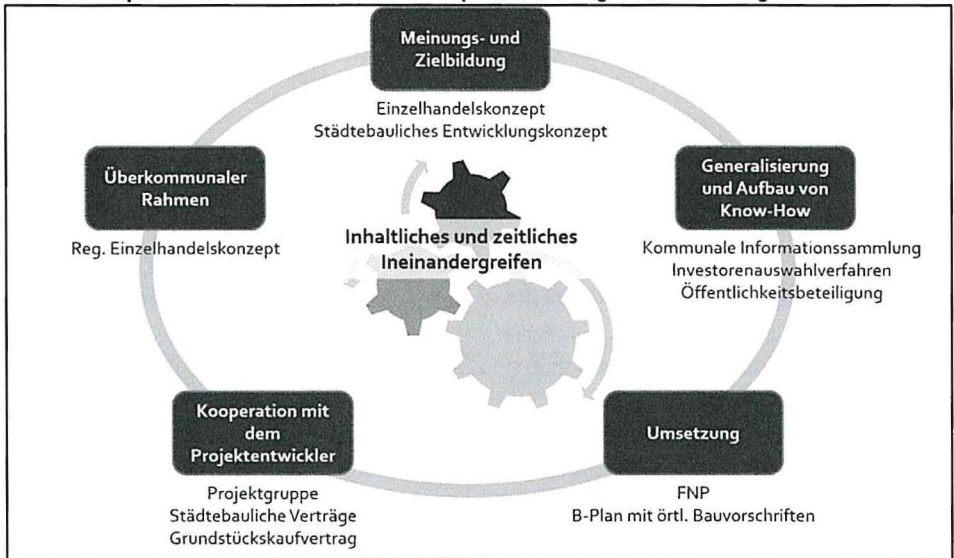 Meinungs- und
Zielbildung
Einzelhandelskonzept
Städtebauliches Entwicklungskonzept
Überkommunaler
Rahmen
Reg. Einzelhandelskonzept
Generalisierung
und Aufbau von
Know-How
Kommunale Informationssammlung
Investorenauswahlverfahren
Öffentlichkeitsbeteiligung
Inhaltliches und zeitliches
Ineinandergreifen
Kooperation mit
dem
Projektentwickler
Projektgruppe
Städtebauliche Verträge
Grundstückskaufvertrag
Umsetzung
FNP
B-Plan mit örtl. Bauvorschriften